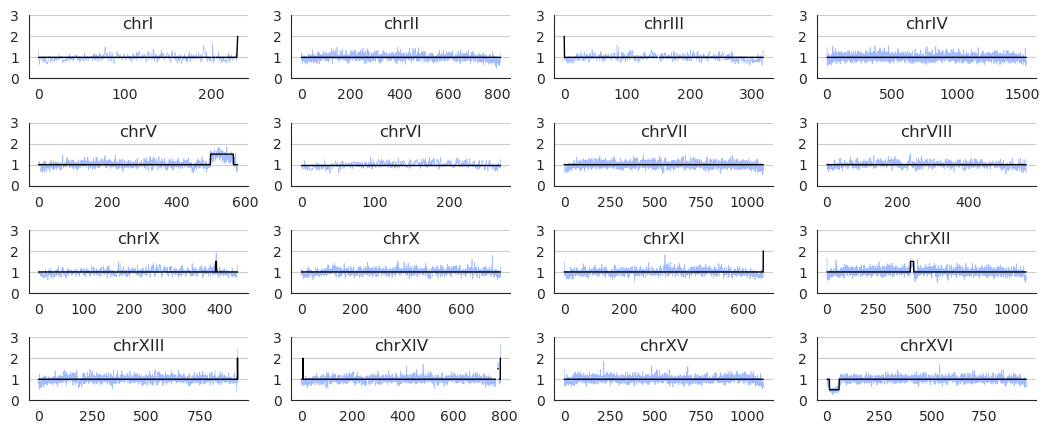 3 chrI 3 chrII 3 chrIII 3 chrIV
2 2 2 2
1 1 1 1
0 0 0 0
0 100 200 0 200 400 600 800 0 100 200 300 0 500 1000 1500
3 chrV 3 chrVI 3 chrVII 3 chrVIII
2 2 2 2
1 1 1 1
0 0 0 0
0 200 400 600 0 100 200 0 250 500 750 1000 0 200 400
3 chrIX 3 chrX 3 chrXI 3 chrXII
2 2 2 2
1 1 1 1
0 0 0 0
0 100 200 300 400 0 200 400 600 0 200 400 600 0 250 500 750 1000
3 chrXIII 3 chrXIV 3 chrXV 3 chrXVI
2 2 2 2
1 1 1 1
0 0 0 0
0 250 500 750 0 200 400 600 800 0 250 500 750 1000 0 250 500 750